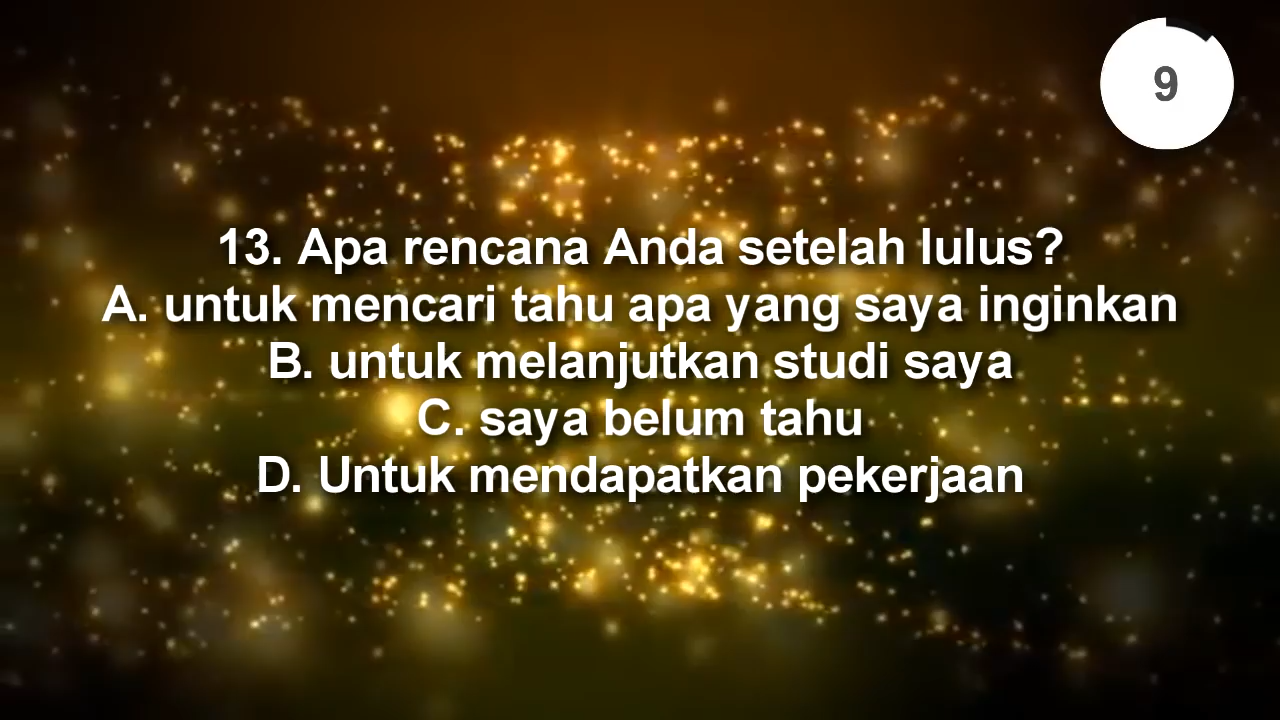 9
13. Apa rencana Anda setelah lulus?
A. untuk mencari tahu apa yang saya inginkan
B. untuk melanjutkan studi saya
C. saya belum tahu
D. Untuk mendapatkan pekerjaan